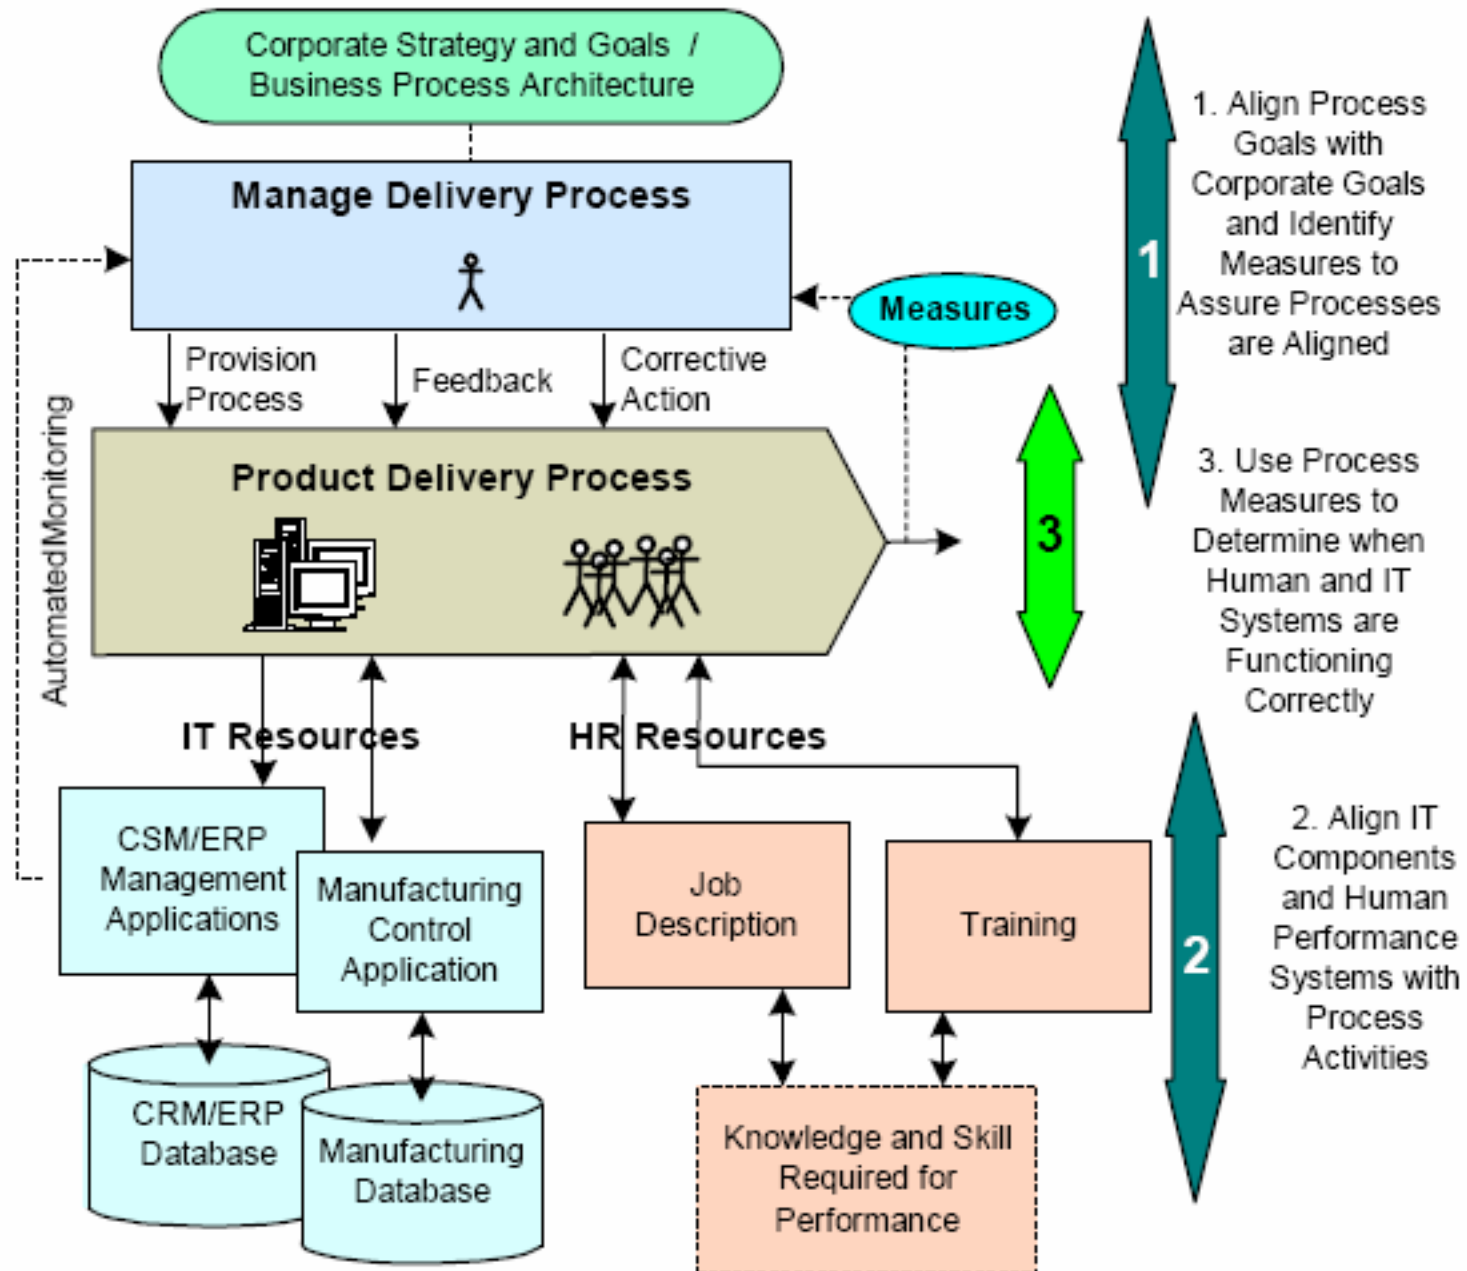 Corporate Strategy and Goals /
Business Process Architecture
Manage Delivery Process
Measures
Provision
Process
Feedback
Corrective
Action
AutomatedMonitoring
Product Delivery Process
IT Resources
HR Resources
CSM/ERP
Management
Applications
Manufacturing
Control
Application
Job
Description
Training
CRM/ERP
Database
Manufacturing
Database
Knowledge and Skill
Required for
Performance
1
1. Align Process
Goals with
Corporate Goals
and Identify
Measures to
Assure Processes
are Aligned
3
3. Use Process
Measures to
Determine when
Human and IT
Systems are
Functioning
Correctly
2
2. Align IT
Components
and Human
Performance
Systems with
Process
Activities